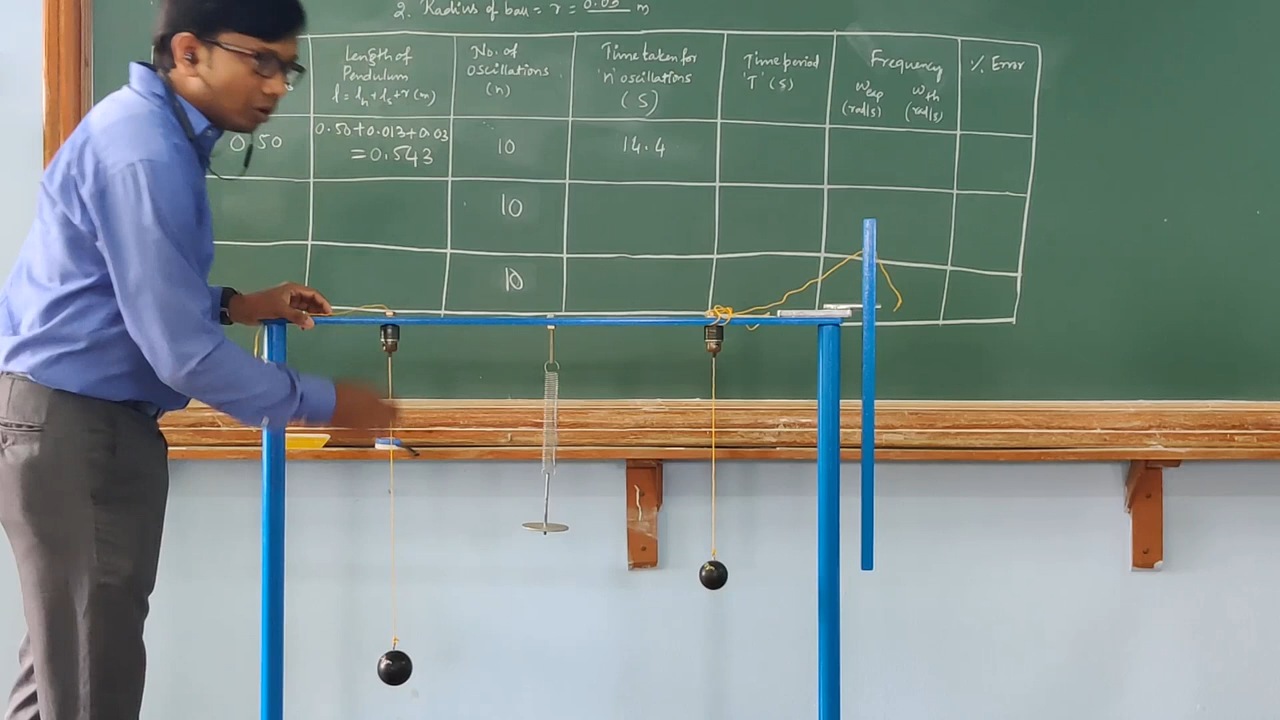 2. Radius of ball = r = 0.03 m
Length of
Pendulum
l = lh + ls + r (m)
No. of
oscillations
(n)
Time taken for
'n' oscillations
(S)
Time period
'T' (S)
Frequency
ωexp
(rad/s)
ωth
(rad/s)
% Error
0.50
0.50+0.013+0.03
=0.543
10
14.4
10
10